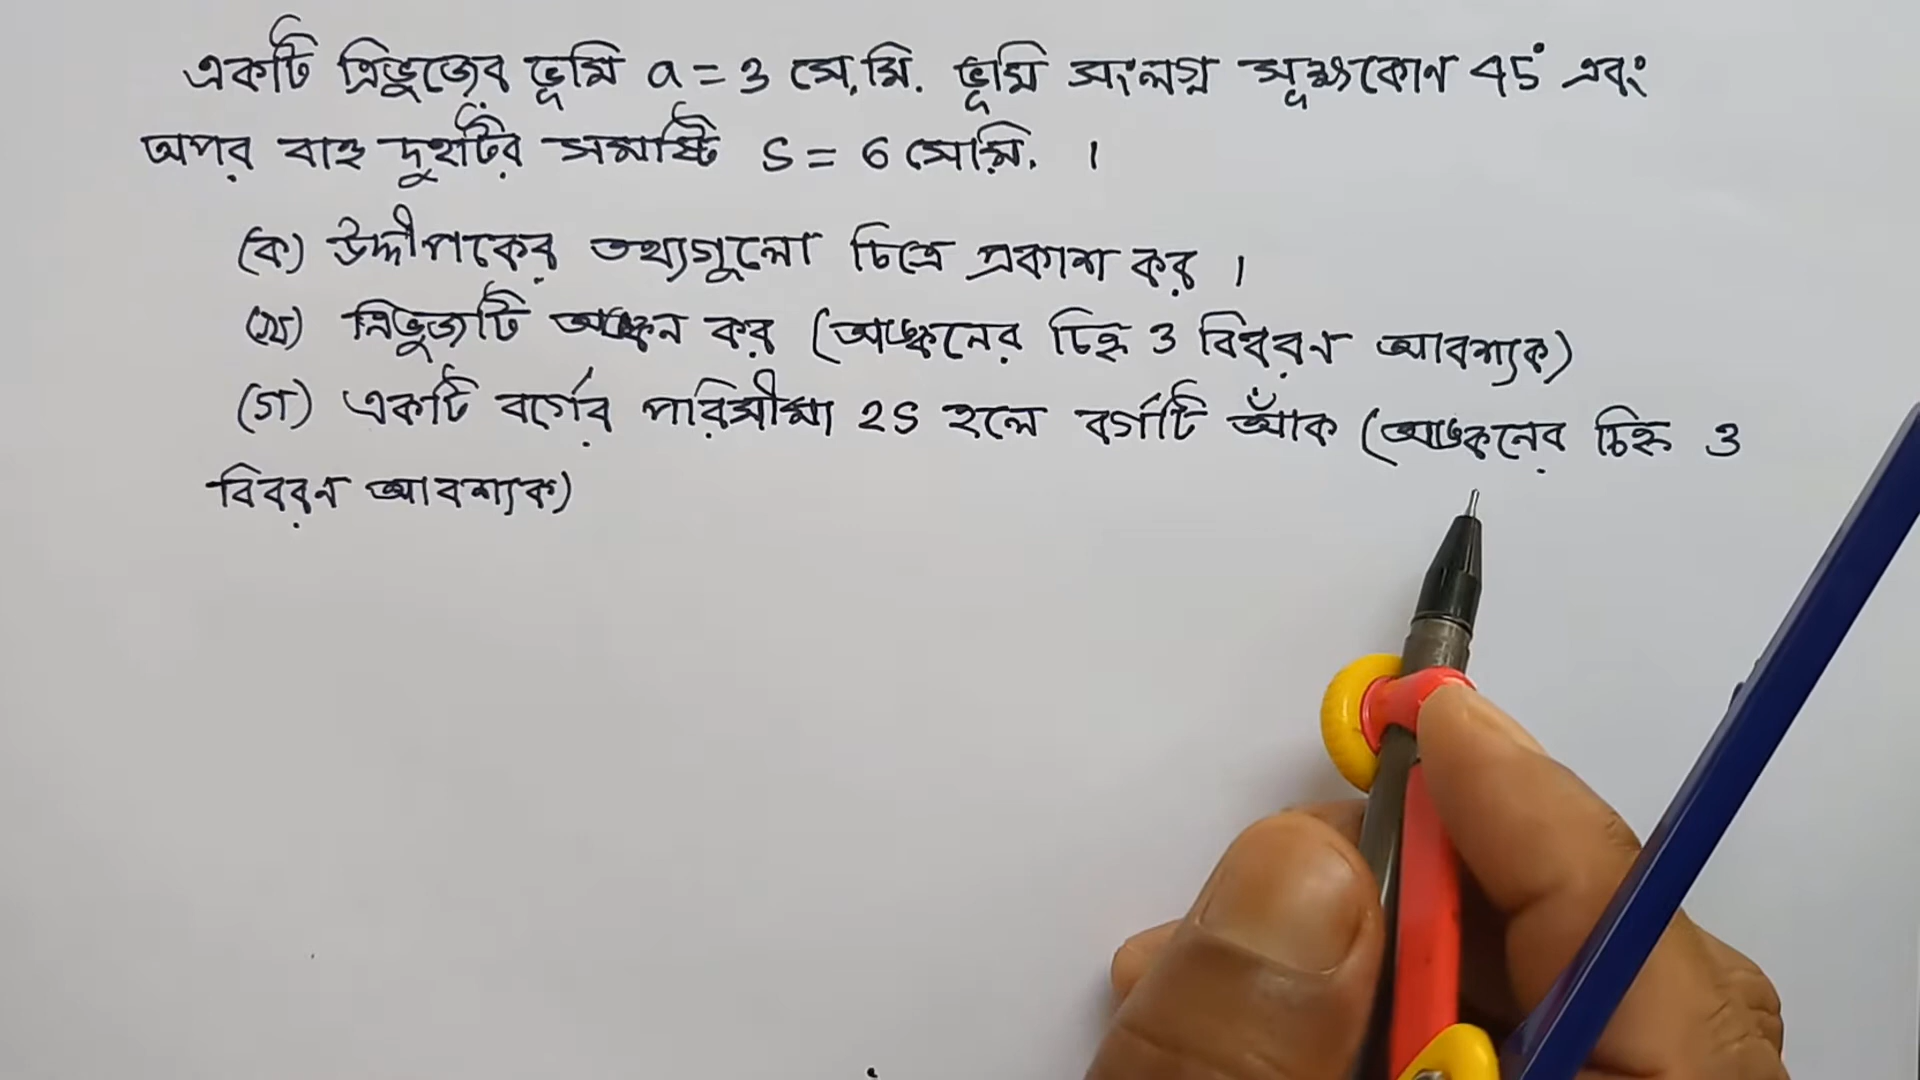 একটি ত্রিভুজের ভূমি a = 3 সে.মি. ভূমি সংলগ্ন সূক্ষ্মকোন 45° এবং
অপর বাহু দুইটির সমষ্টি S = 6 সে.মি. ।
(ক) উদ্দীপকের তথ্যগুলো চিত্রে প্রকাশ কর ।
(খ) ত্রিভুজটি অঙ্কন কর (অঙ্কনের চিহ্ন ও বিবরণ আবশ্যক)
(গ) একটি বর্গের পরিসীমা 2S হলে বর্গটি আঁক (অঙ্কনের চিহ্ন ও
বিবরণ আবশ্যক)